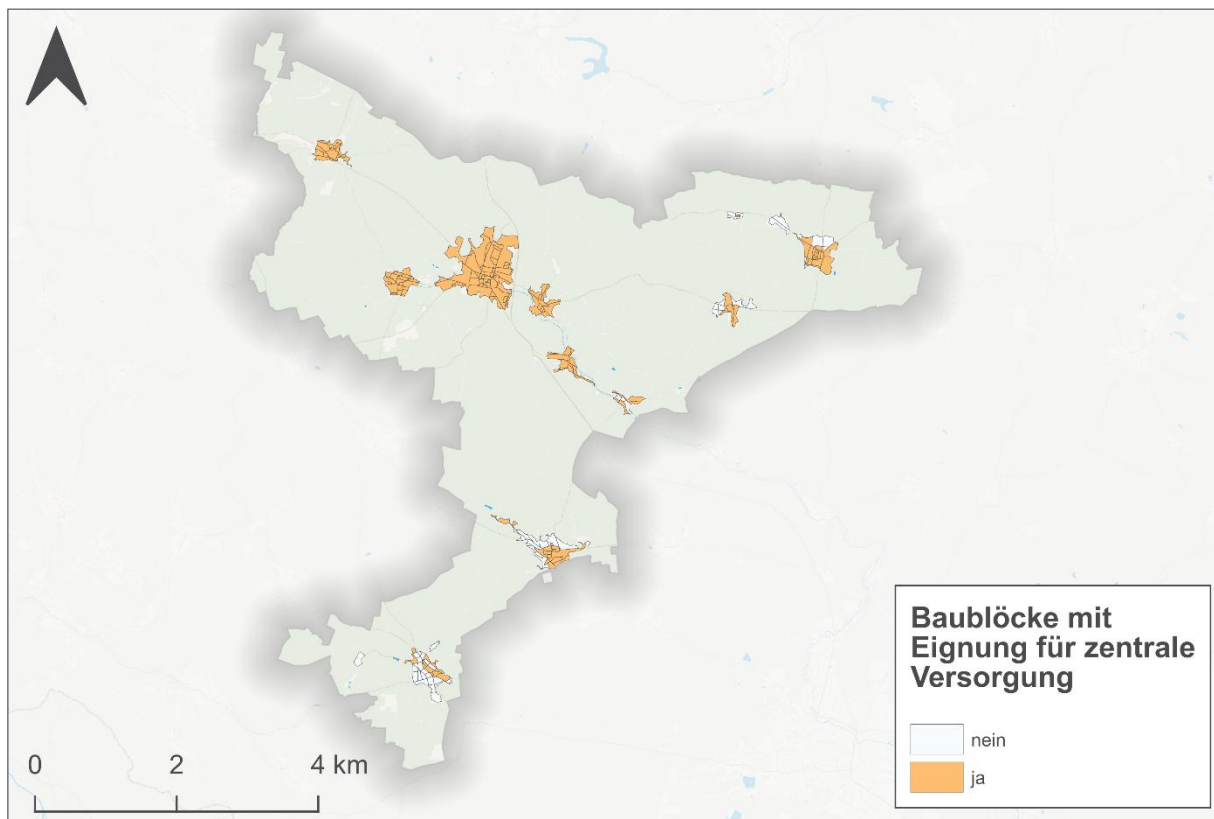 Baublöcke mit
Eignung für zentrale
Versorgung
nein
ja
0 2 4 km